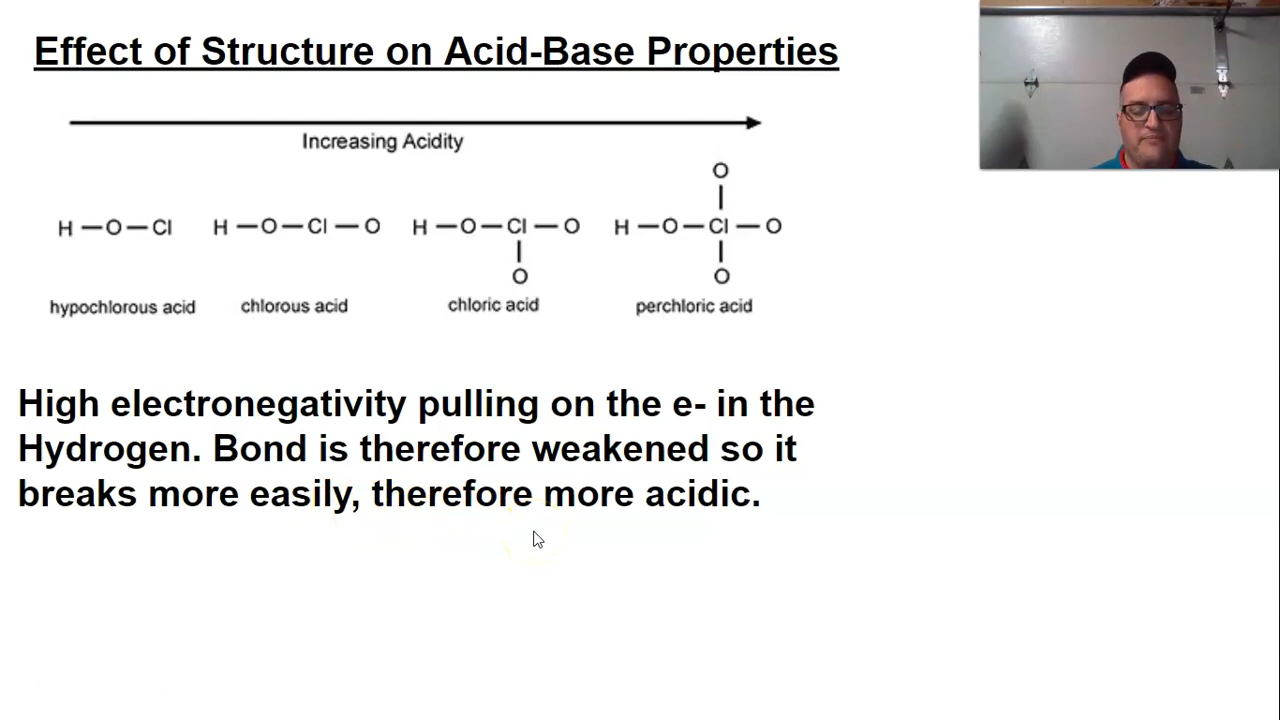 Effect of Structure on Acid-Base Properties
Increasing Acidity
O
H — O — Cl H — O — Cl — O H — O — Cl — O H — O — Cl — O
O O
hypochlorous acid chlorous acid chloric acid perchloric acid
High electronegativity pulling on the e- in the
Hydrogen. Bond is therefore weakened so it
breaks more easily, therefore more acidic.